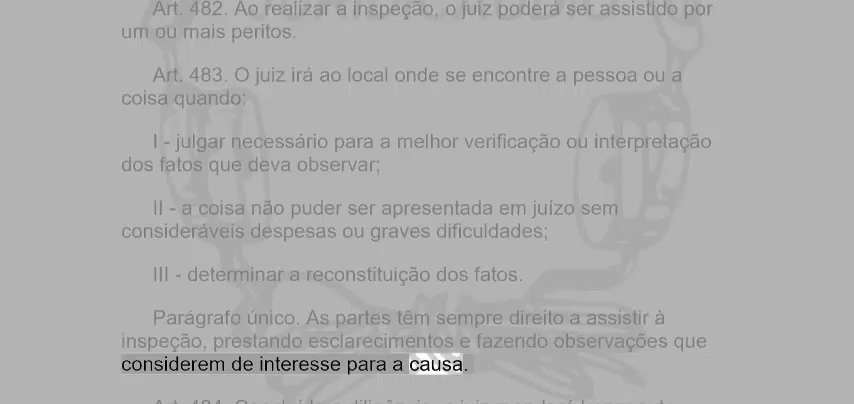 Art. 482. Ao realizar a inspeção, o juiz poderá ser assistido por
um ou mais peritos.
Art. 483. O juiz irá ao local onde se encontre a pessoa ou a
coisa quando:
I - julgar necessário para a melhor verificação ou interpretação
dos fatos que deva observar;
II - a coisa não puder ser apresentada em juízo sem
consideráveis despesas ou graves dificuldades;
III - determinar a reconstituição dos fatos.
Parágrafo único. As partes têm sempre direito a assistir à
inspeção, prestando esclarecimentos e fazendo observações que
considerem de interesse para a causa.